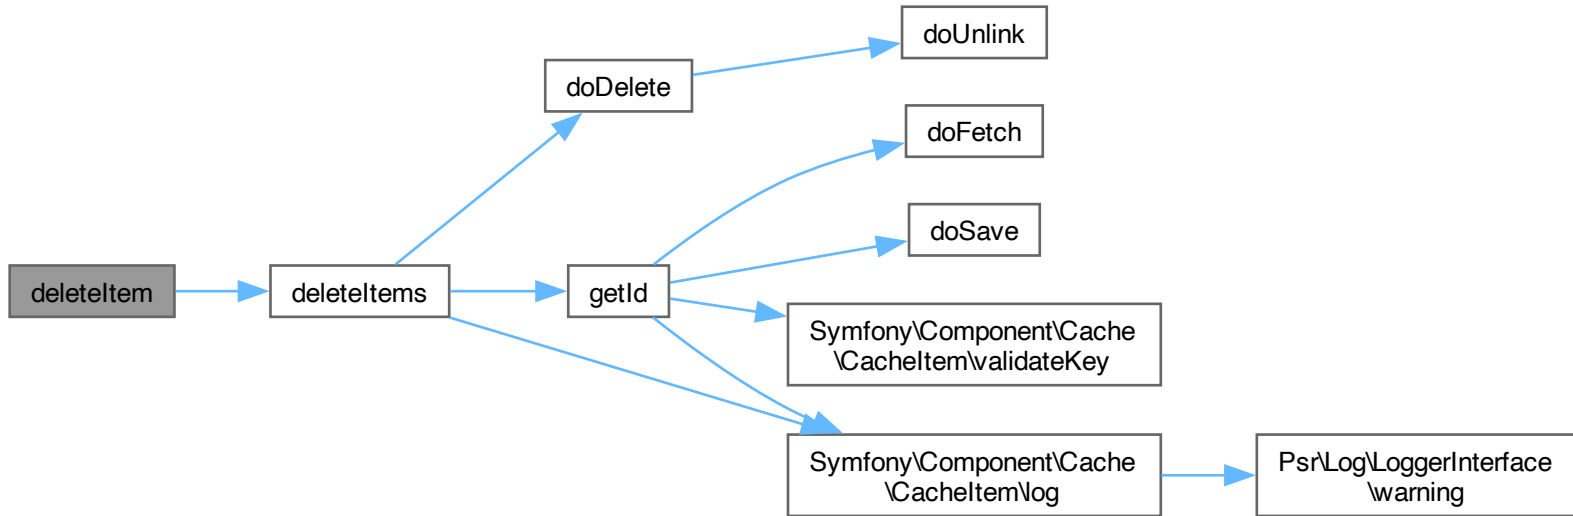 deleteItem
deleteItems
doDelete
doUnlink
getId
doFetch
doSave
Symfony\Component\Cache
\CacheItem\validateKey
Symfony\Component\Cache
\CacheItem\log
Psr\Log\LoggerInterface
\warning